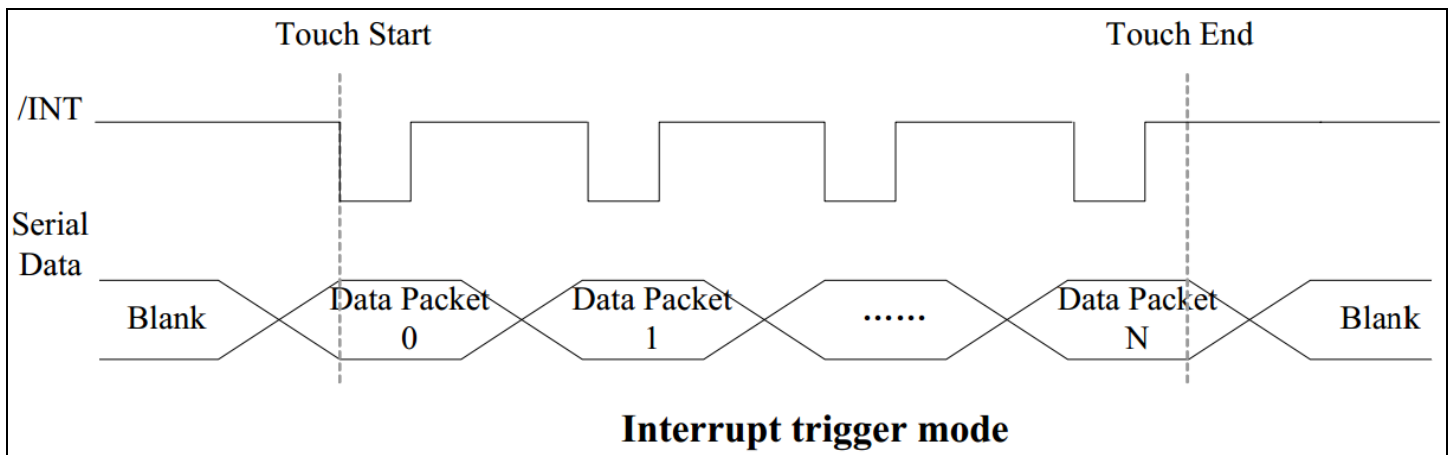 Touch Start
Touch End
/INT
Serial
Data
Blank
Data Packet
0
Data Packet
1
......
Data Packet
N
Blank
Interrupt trigger mode